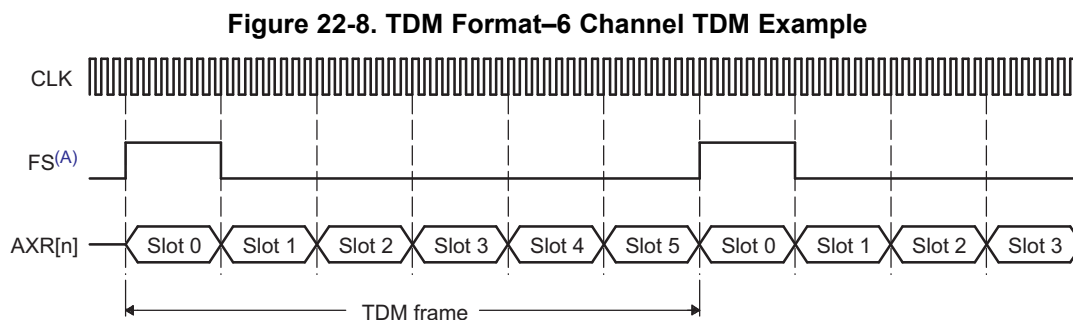 Figure 22-8. TDM Format–6 Channel TDM Example
CLK
FS(A)
AXR[n] Slot 0 Slot 1 Slot 2 Slot 3 Slot 4 Slot 5 Slot 0 Slot 1 Slot 2 Slot 3
TDM frame